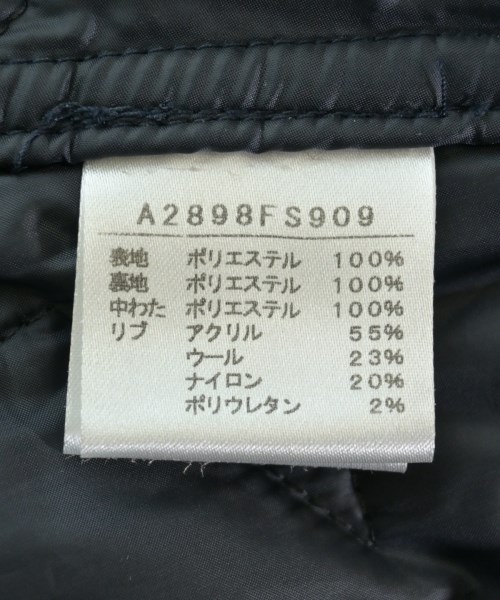 A2898FS909
表地 ポリエステル 100%
裏地 ポリエステル 100%
中わた ポリエステル 100%
リブ アクリル 55%
ウール 23%
ナイロン 20%
ポリウレタン 2%